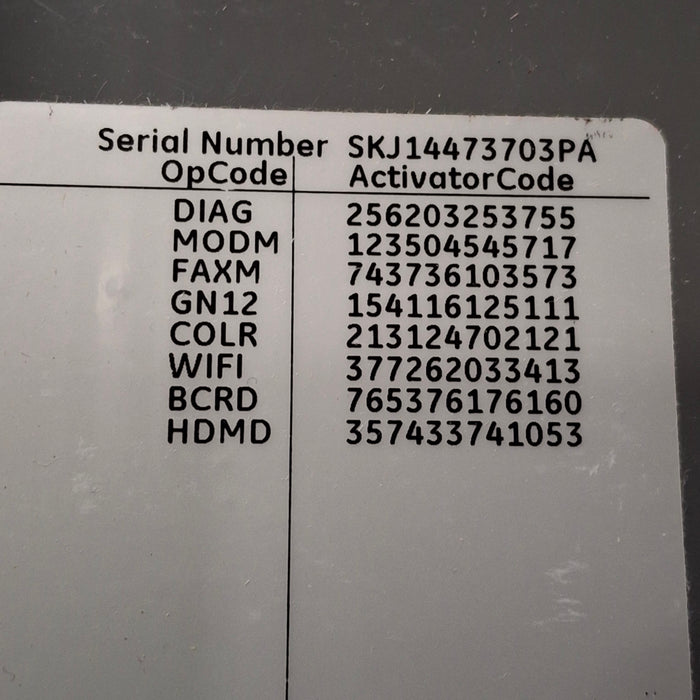 Serial Number SKJ14473703PA
OpCode ActivatorCode
DIAG 256203253755
MODM 123504545717
FAXM 743736103573
GN12 154116125111
COLR 213124702121
WIFI 377262033413
BCRD 765376176160
HDMD 357433741053